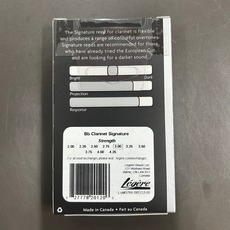 The Signature reed for clarinet is flexible
and produces a range of colourful overtones.
Signature reeds are recommended for those
who have already tried the European Cut
and are looking for a darker sound.
Bright Dark
Projection
Response
Bb Clarinet Signature
Strength
2.00 2.25 2.50 2.75 3.00 3.25 3.50
3.75 4.00 4.25
Légère
Made in Canada • Fait au Canada